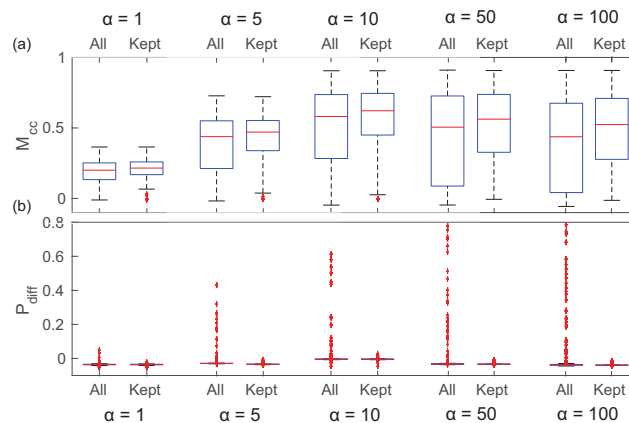 α = 1 α = 5 α = 10 α = 50 α = 100
(a) All Kept All Kept All Kept All Kept All Kept
1
M_cc
0.5
0
(b)
0.8
0.6
P_diff
0.4
0.2
0
All Kept All Kept All Kept All Kept All Kept
α = 1 α = 5 α = 10 α = 50 α = 100